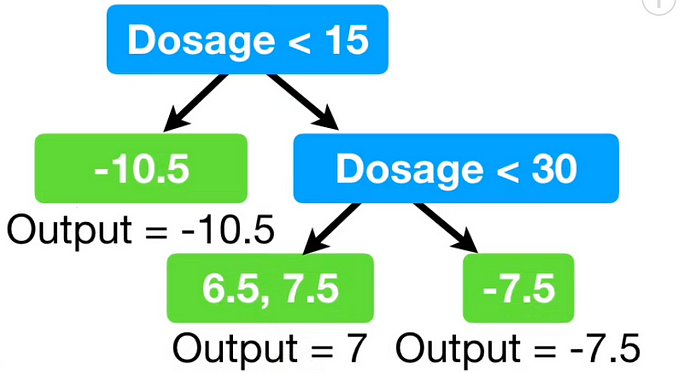 Dosage < 15
-10.5
Dosage < 30
Output = -10.5
6.5, 7.5
-7.5
Output = 7
Output = -7.5